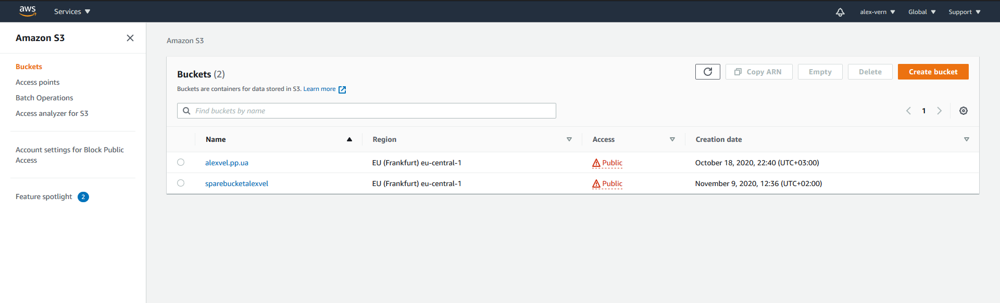 aws Services alex-vern Global Support
Amazon S3
Buckets
Access points
Batch Operations
Access analyzer for S3
Account settings for Block Public
Access
Feature spotlight 2
Amazon S3
Buckets (2)
Copy ARN Empty Delete Create bucket
Buckets are containers for data stored in S3. Learn more
Find buckets by name
1
Name Region Access Creation date
alexvel.pp.ua EU (Frankfurt) eu-central-1 Public October 18, 2020, 22:40 (UTC+03:00)
sparebucketalexvel EU (Frankfurt) eu-central-1 Public November 9, 2020, 12:36 (UTC+02:00)